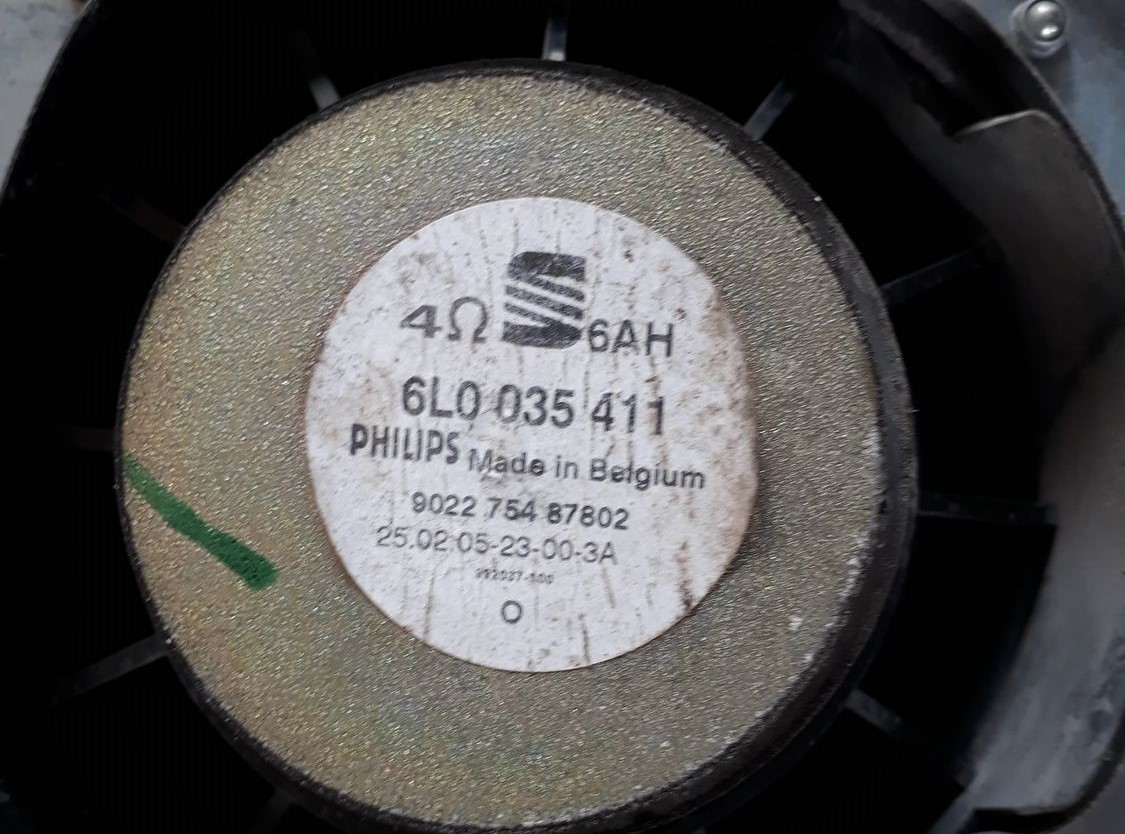 4Ω 6AH
6L0 035 411
PHILIPS Made in Belgium
9022 754 87802
25.02.05-23-00-3A
O